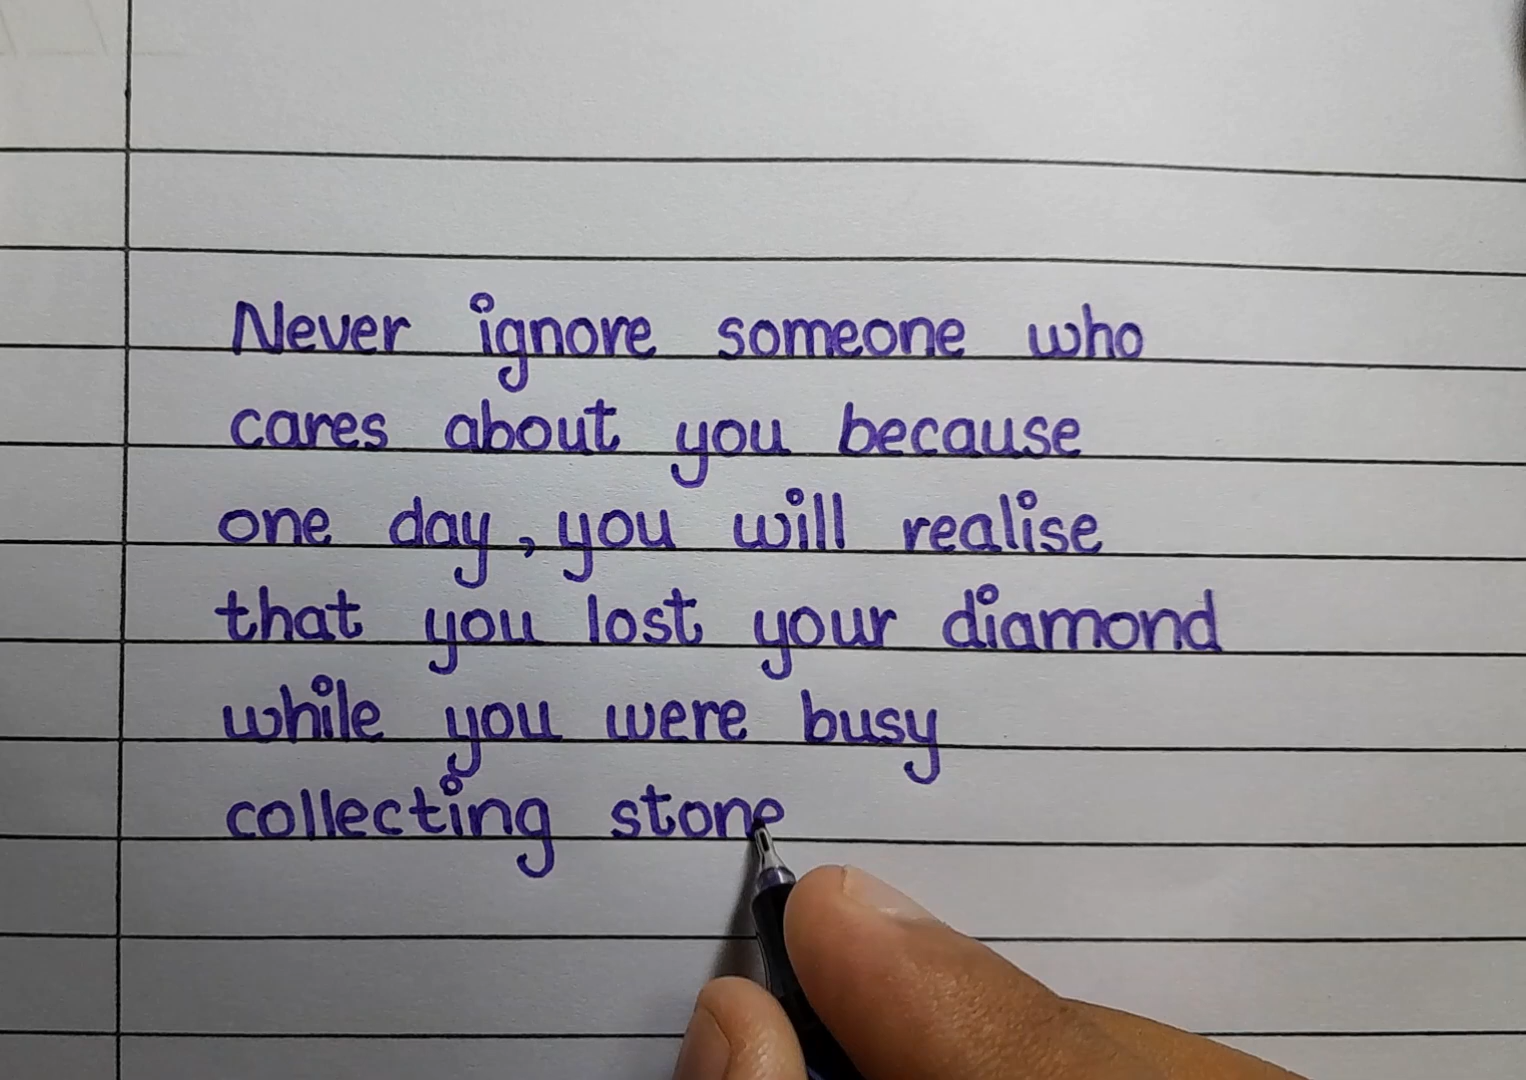 Never ignore someone who
cares about you because
one day, you will realise
that you lost your diamond
while you were busy
collecting stone